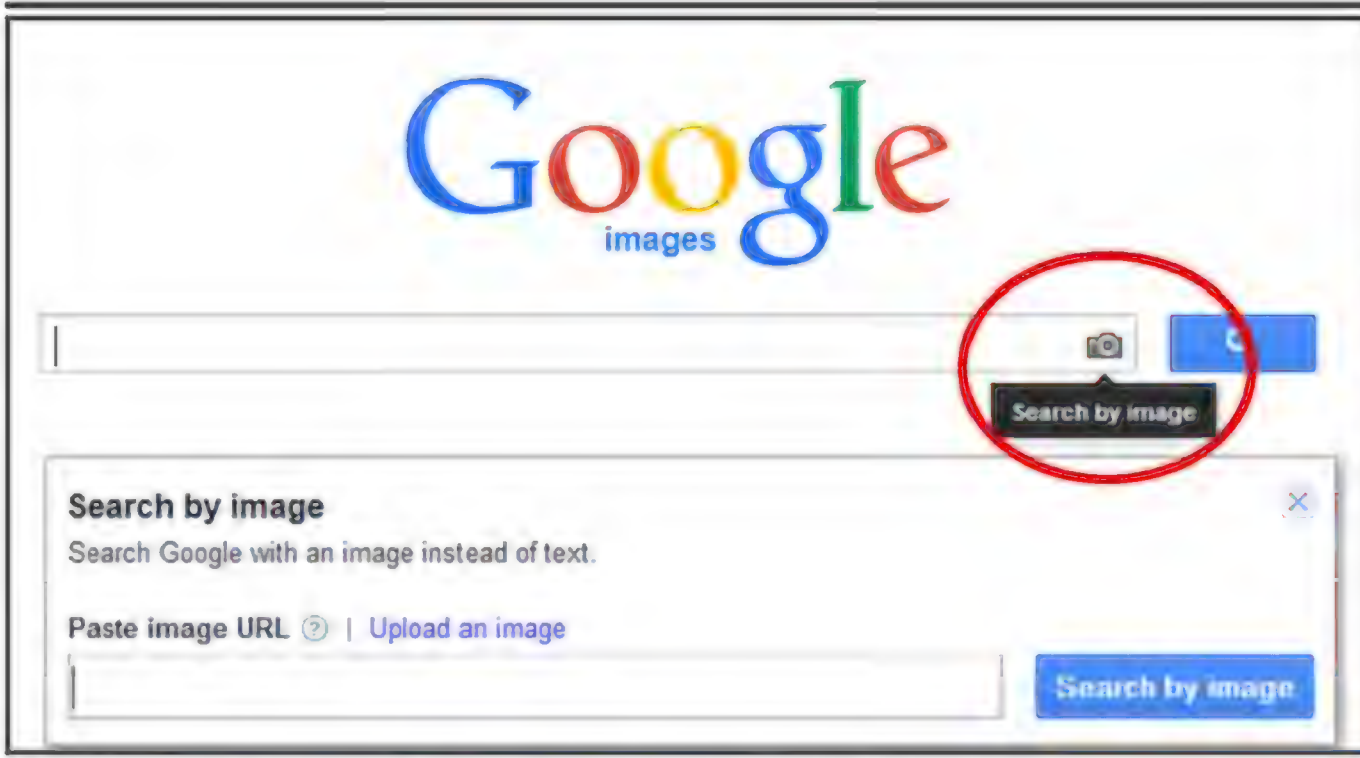 Google
images
Search by image
Search by image
Search Google with an image instead of text.
Paste image URL ? | Upload an image
Search by image